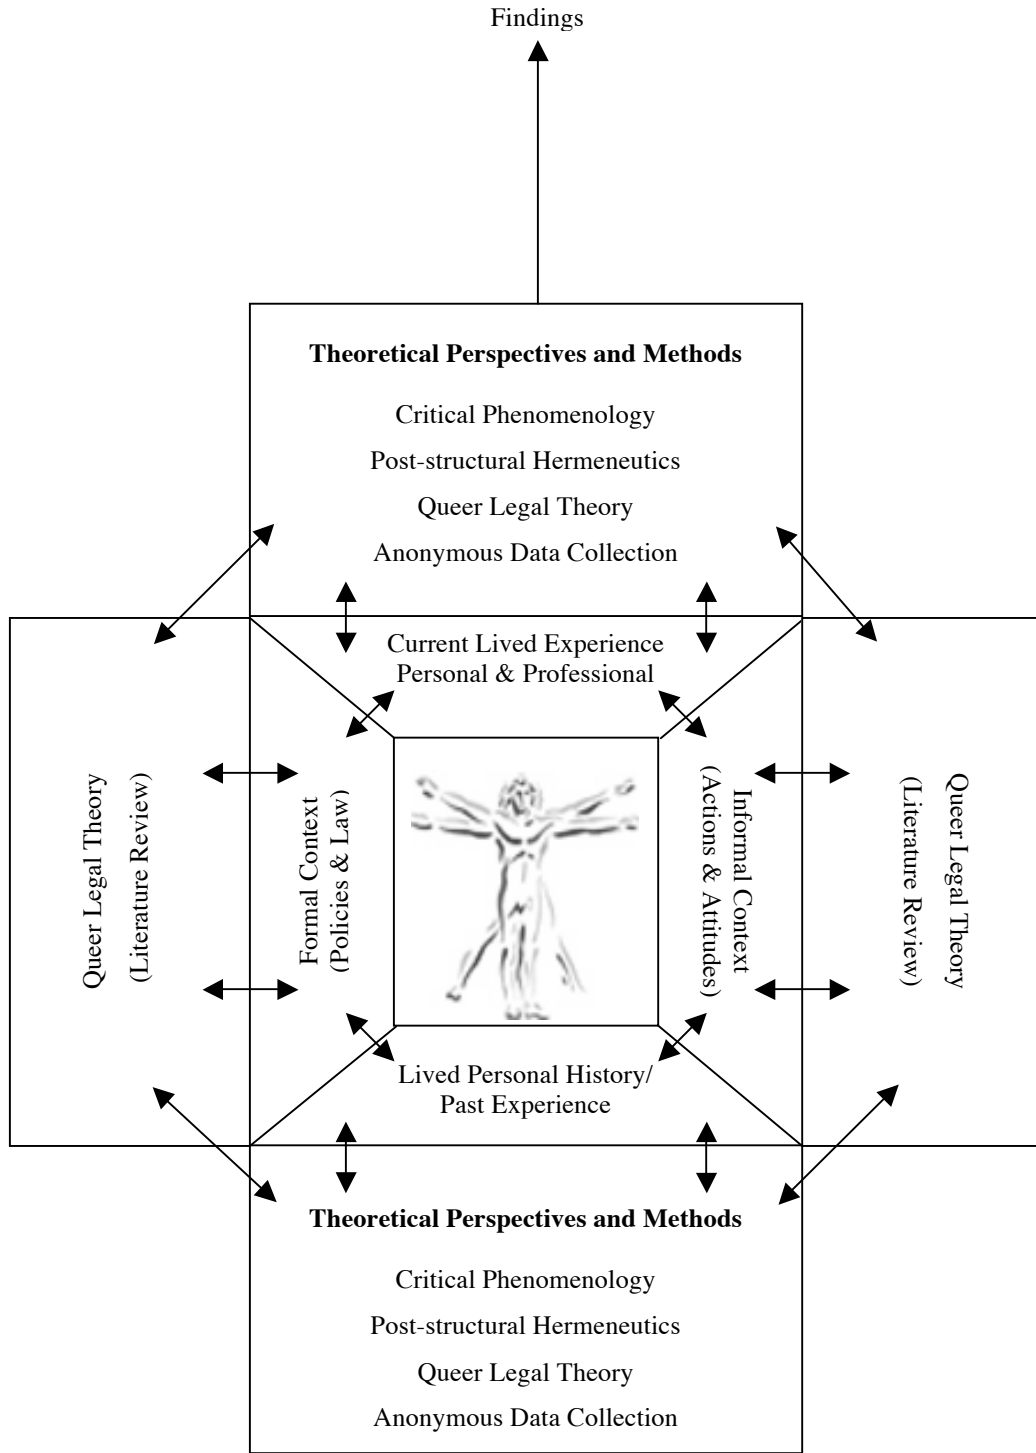 Findings
Theoretical Perspectives and Methods
Critical Phenomenology
Post-structural Hermeneutics
Queer Legal Theory
Anonymous Data Collection
Current Lived Experience
Personal & Professional
Queer Legal Theory
(Literature Review)
Formal Context
(Policies & Law)
Informal Context
(Actions & Attitudes)
Queer Legal Theory
(Literature Review)
Lived Personal History/
Past Experience
Theoretical Perspectives and Methods
Critical Phenomenology
Post-structural Hermeneutics
Queer Legal Theory
Anonymous Data Collection